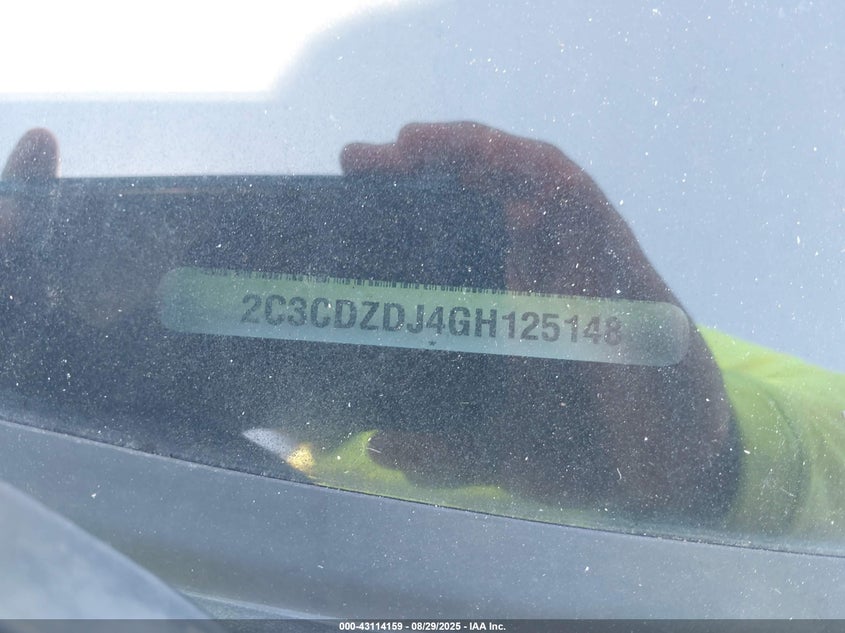 2C3CDZDJ4GH125148
*
000-43114159 - 08/29/2025 - IAA Inc.